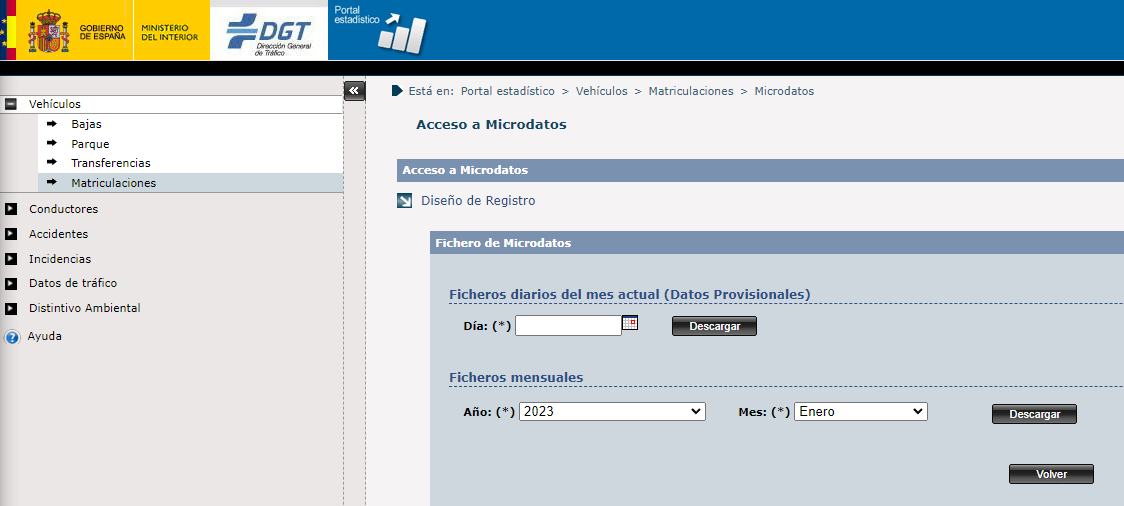 GOBIERNO
DE ESPAÑA
MINISTERIO
DEL INTERIOR
DGT
Dirección General
de Tráfico
Portal
estadístico
Está en: Portal estadístico > Vehículos > Matriculaciones > Microdatos
Vehículos
Bajas
Parque
Transferencias
Matriculaciones
Conductores
Accidentes
Incidencias
Datos de tráfico
Distintivo Ambiental
? Ayuda
Acceso a Microdatos
Acceso a Microdatos
Diseño de Registro
Fichero de Microdatos
Ficheros diarios del mes actual (Datos Provisionales)
Día: (*) Descargar
Ficheros mensuales
Año: (*) 2023 Mes: (*) Enero Descargar
Volver